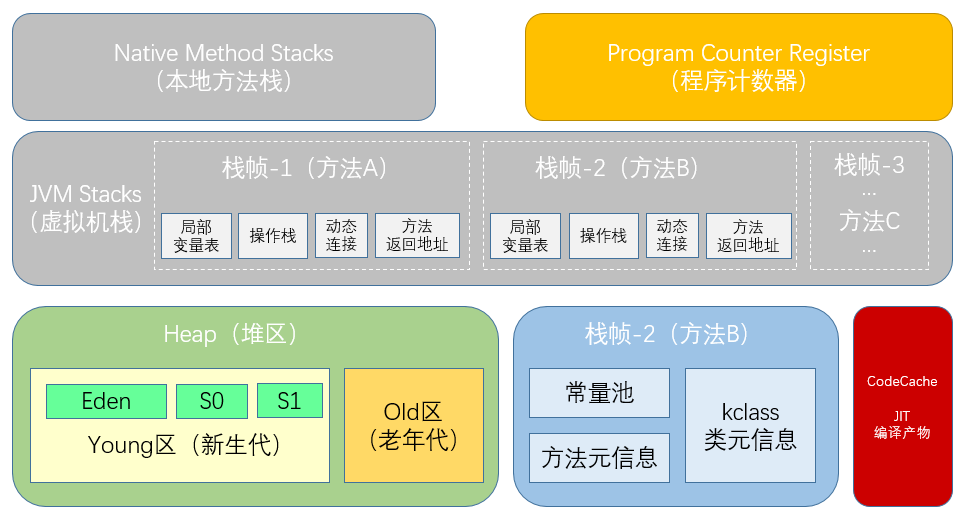 Native Method Stacks
（本地方法栈）
Program Counter Register
（程序计数器）
JVM Stacks
（虚拟机栈）
栈帧-1（方法A）
局部
变量表
操作栈
动态
连接
方法
返回地址
栈帧-2（方法B）
局部
变量表
操作栈
动态
连接
方法
返回地址
栈帧-3
...
方法C
...
Heap（堆区）
Eden
S0
S1
Young区（新生代）
Old区
（老年代）
栈帧-2（方法B）
常量池
方法元信息
kclass
类元信息
CodeCache
JIT
编译产物